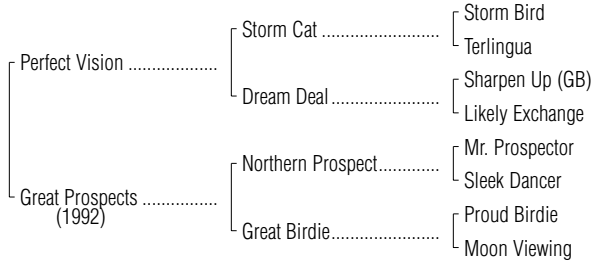 Storm Bird
Storm Cat ......................
Terlingua
Perfect Vision .................
Sharpen Up (GB)
Dream Deal ....................
Likely Exchange
Mr. Prospector
Northern Prospect............
Sleek Dancer
Great Prospects ..............
(1992)
Proud Birdie
Great Birdie....................
Moon Viewing